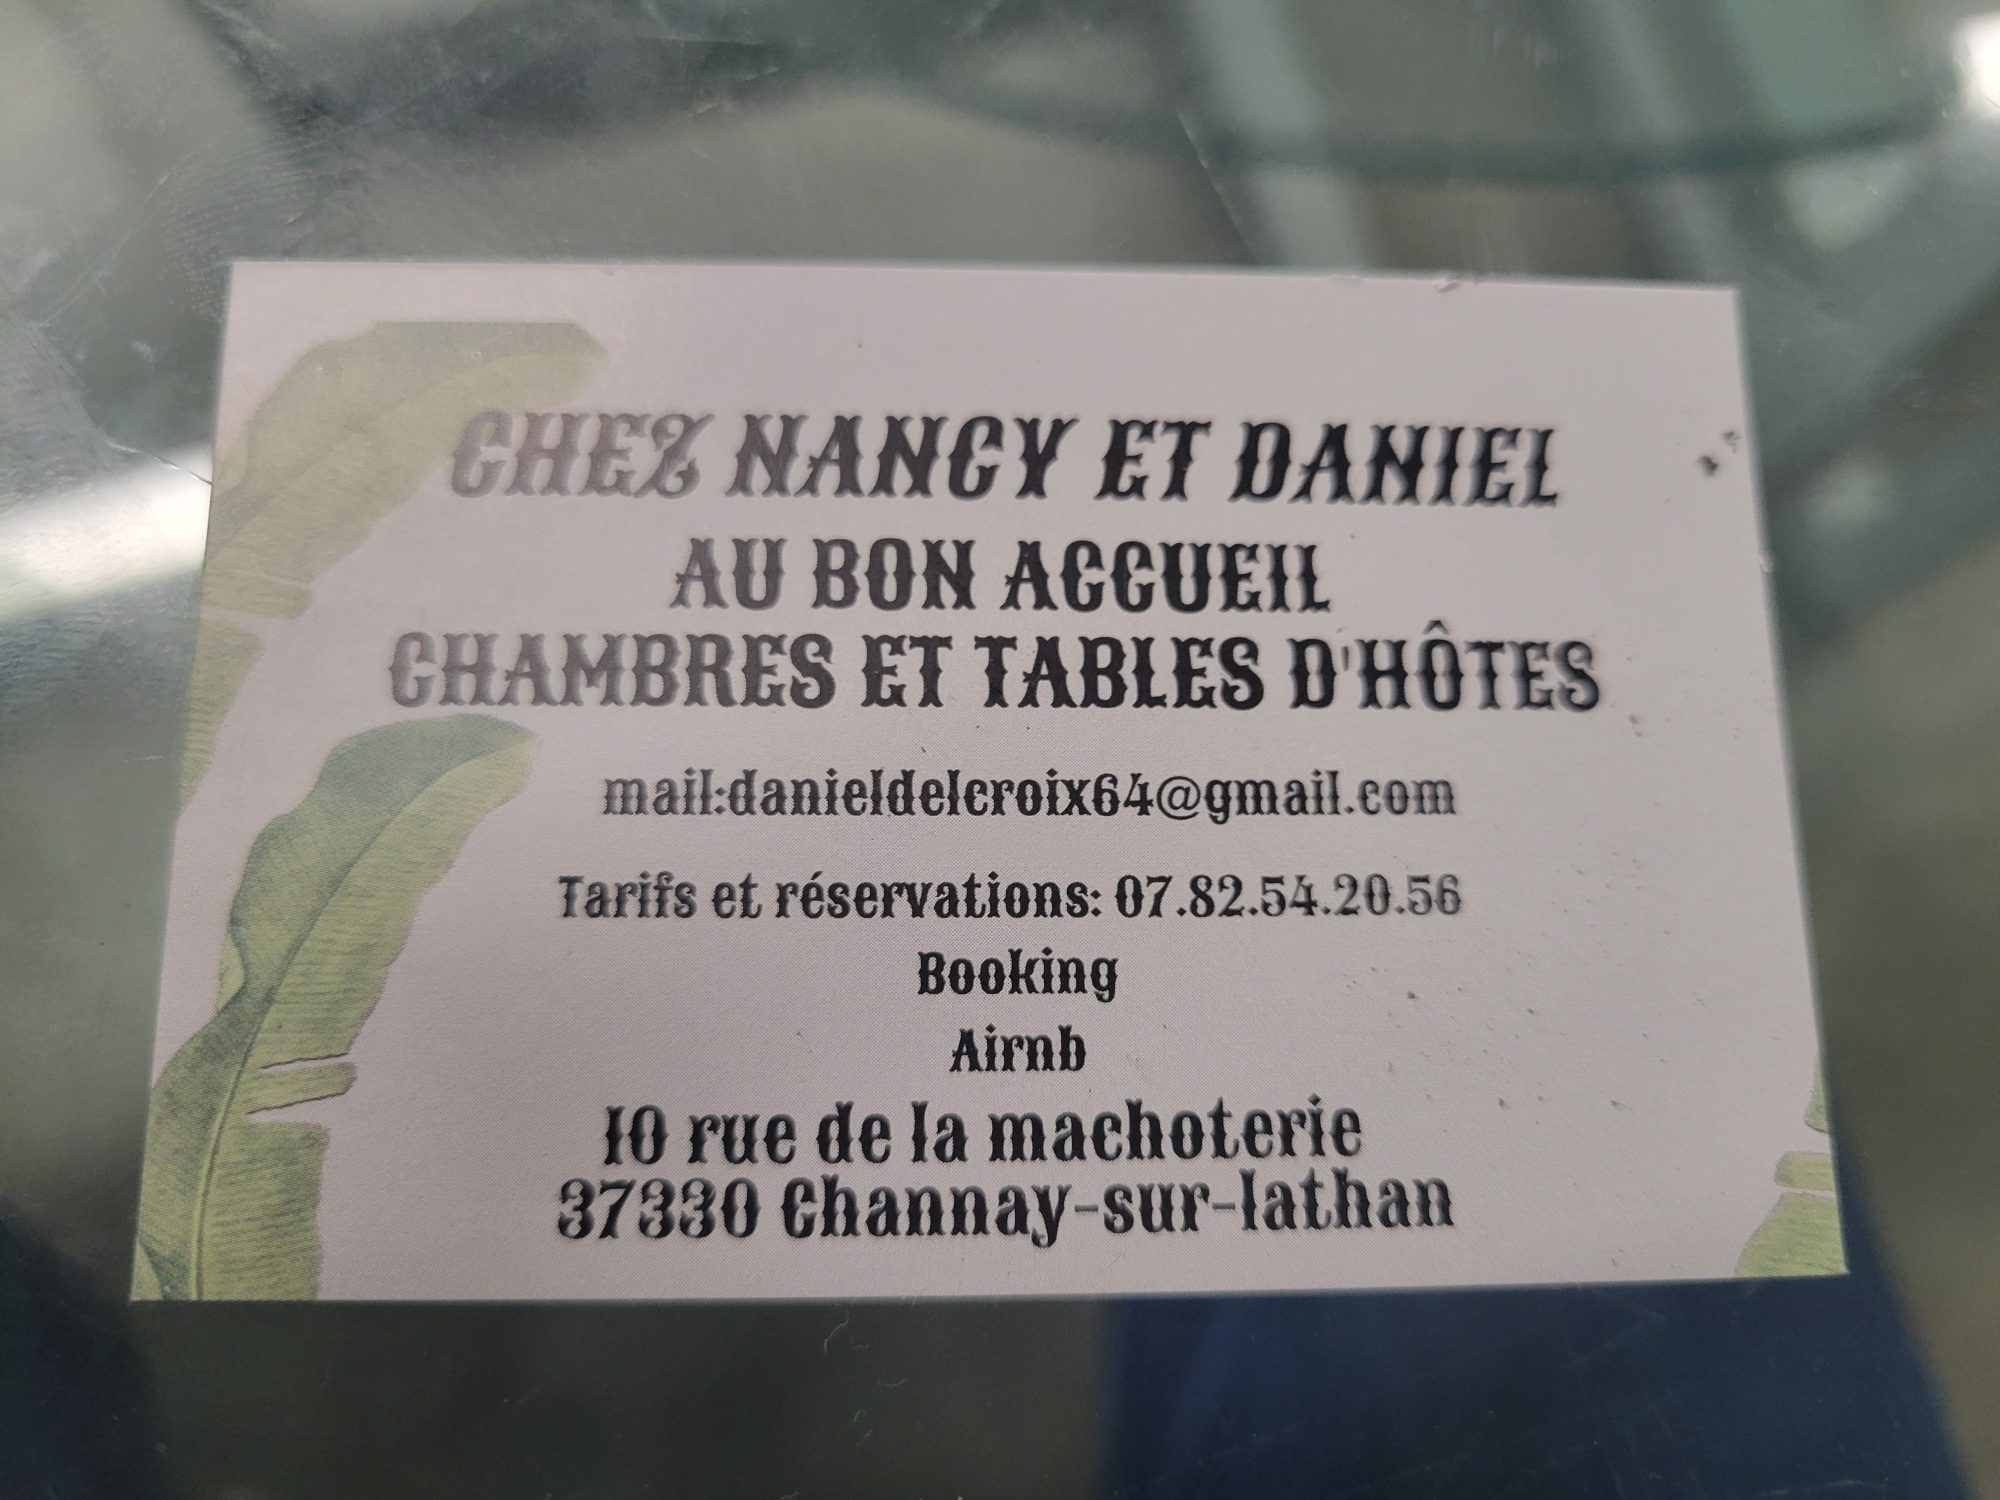 CHEZ NANCY ET DANIEL
AU BON ACCUEIL
CHAMBRES ET TABLES D'HÔTES
mail:danieldelcroix64@gmail.com
Tarifs et réservations: 07.82.54.20.56
Booking
Airnb
10 rue de la machoterie
37330 Channay-sur-lathan